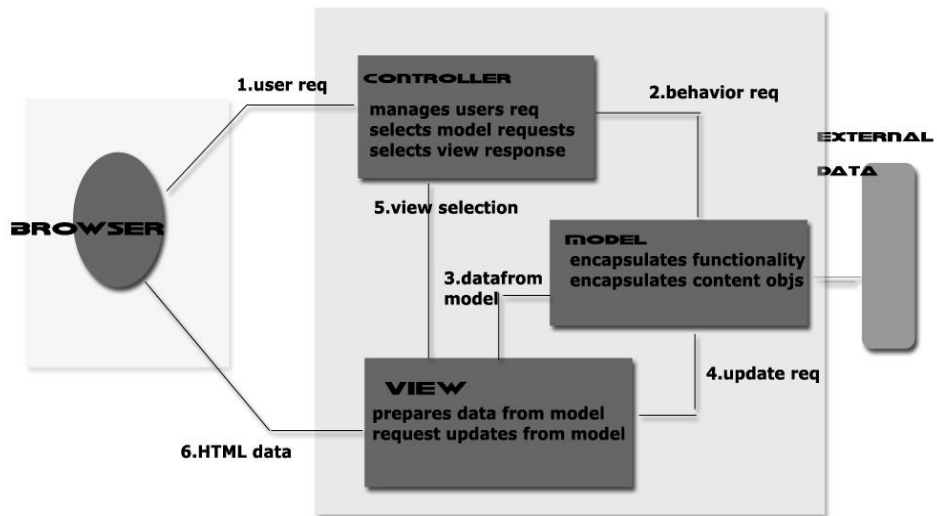 CONTROLLER
1.user req
manages users req
selects model requests
selects view response
2.behavior req
EXTERNAL
DATA
BROWSER
5.view selection
MODEL
encapsulates functionality
encapsulates content objs
3.datafrom
model
4.update req
VIEW
prepares data from model
request updates from model
6.HTML data